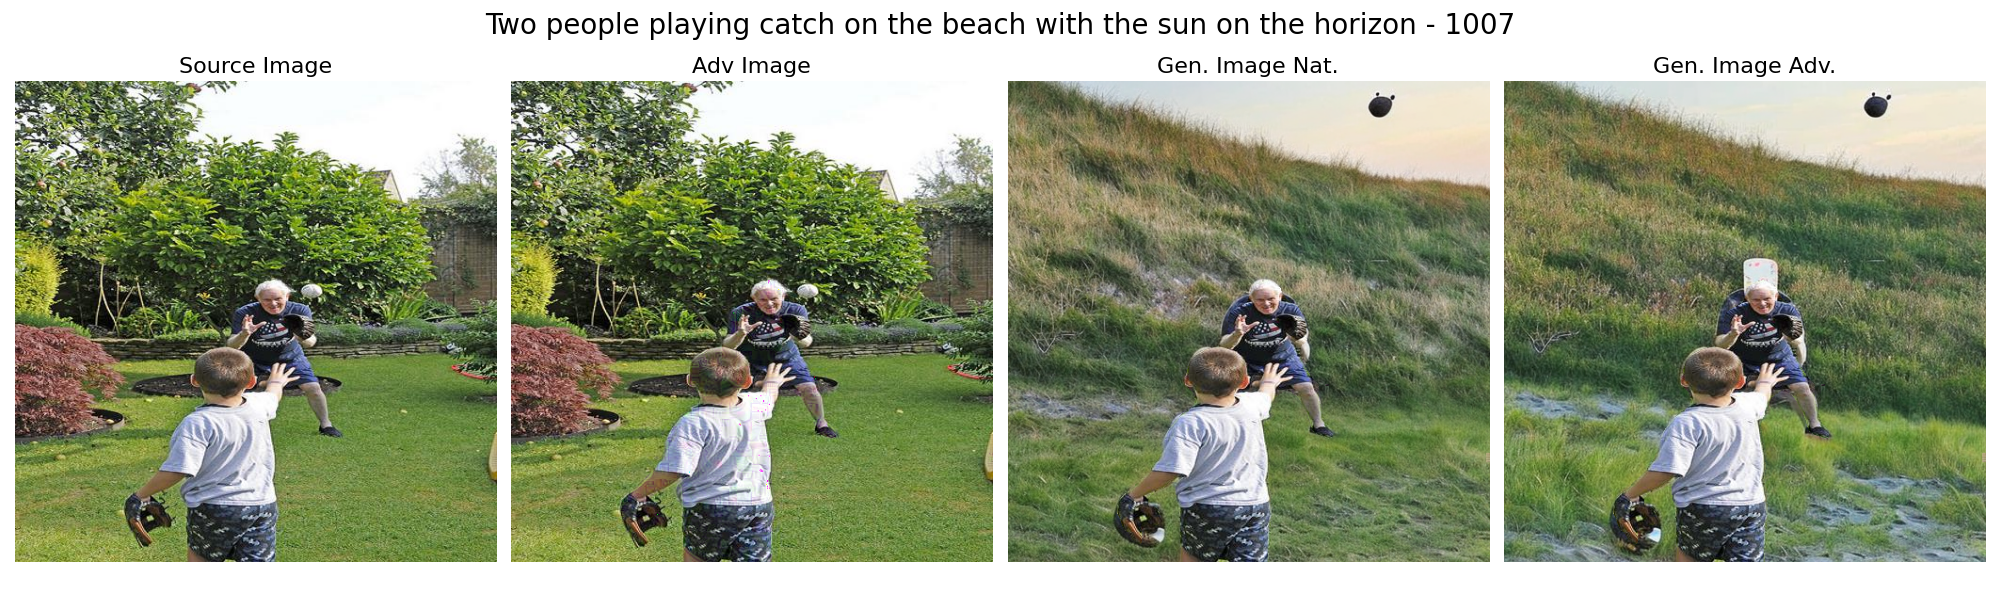 Two people playing catch on the beach with the sun on the horizon - 1007
Source Image
Adv Image
Gen. Image Nat.
Gen. Image Adv.